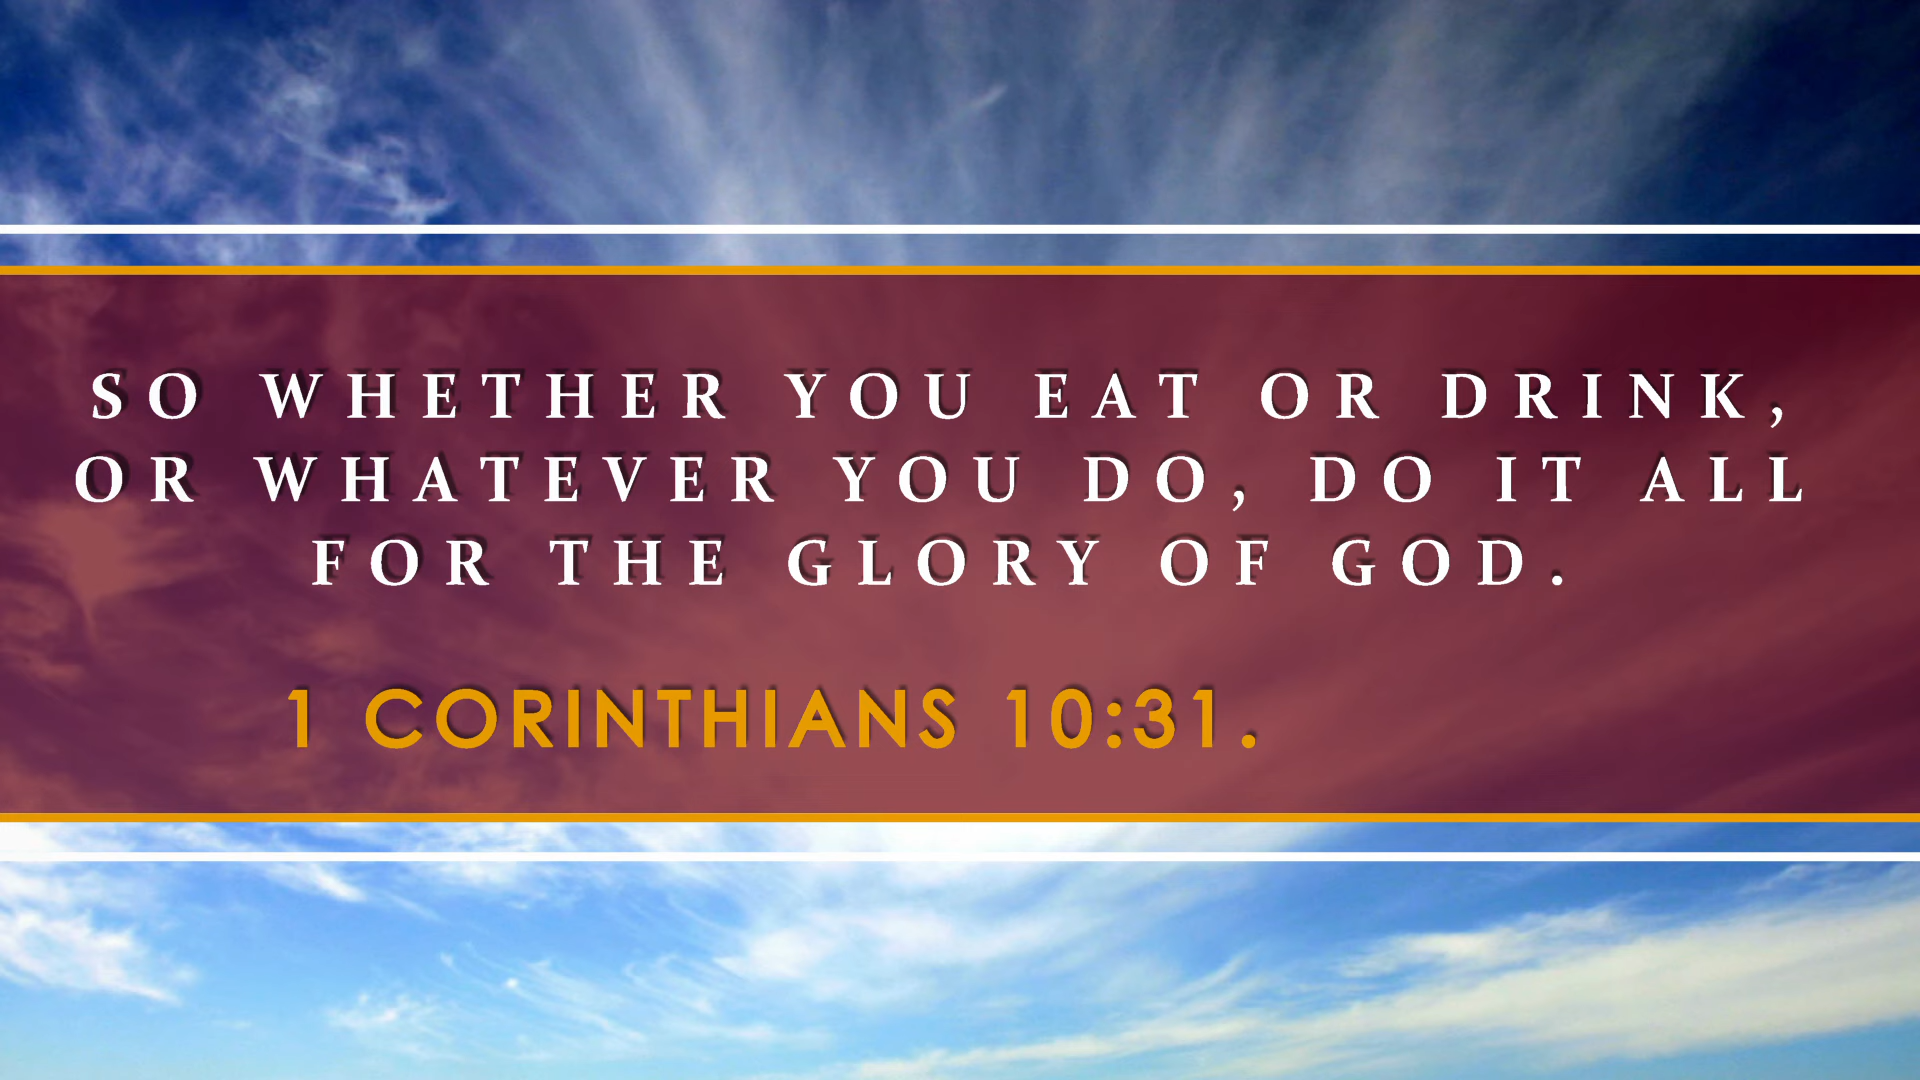 SO WHETHER YOU EAT OR DRINK,
OR WHATEVER YOU DO, DO IT ALL
FOR THE GLORY OF GOD.
1 CORINTHIANS 10:31.